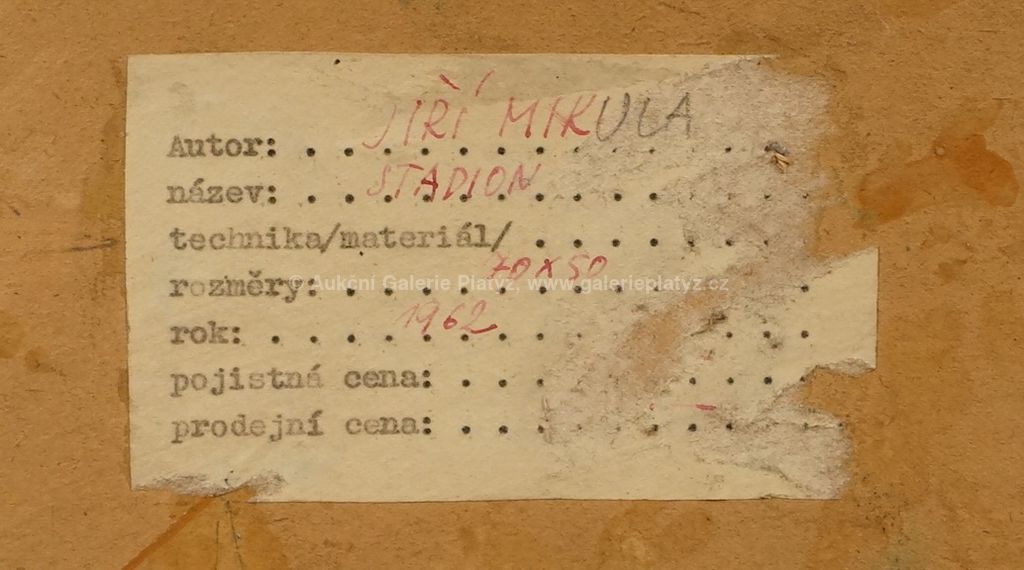 Autor: JIŘÍ MIKULA
název: STADION
technika/materiál/
rozměry: 70x50
© Aukční Galerie Platýz, www.galerieplatyz.cz
rok: 1962
pojistná cena:
prodejní cena: